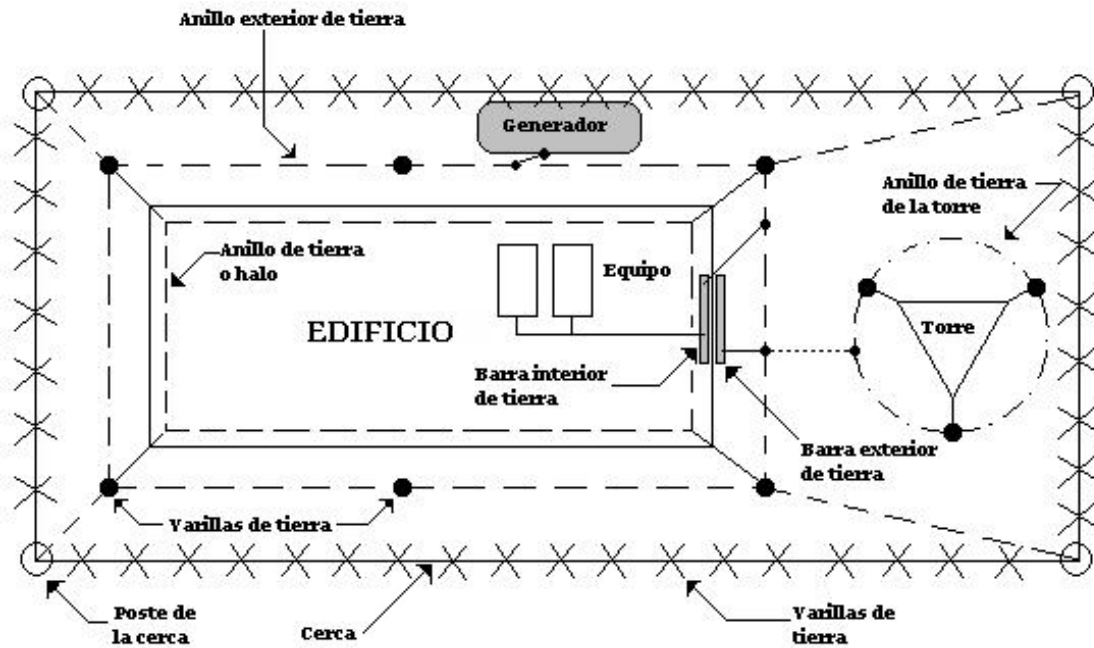 Anillo exterior de tierra
Generador
Anillo de tierra
de la torre
Anillo de tierra
o halo
Equipo
EDIFICIO
Torre
Barra interior
de tierra
Barra exterior
de tierra
Varillas de tierra
Poste de
la cerca
Cerca
Varillas de
tierra